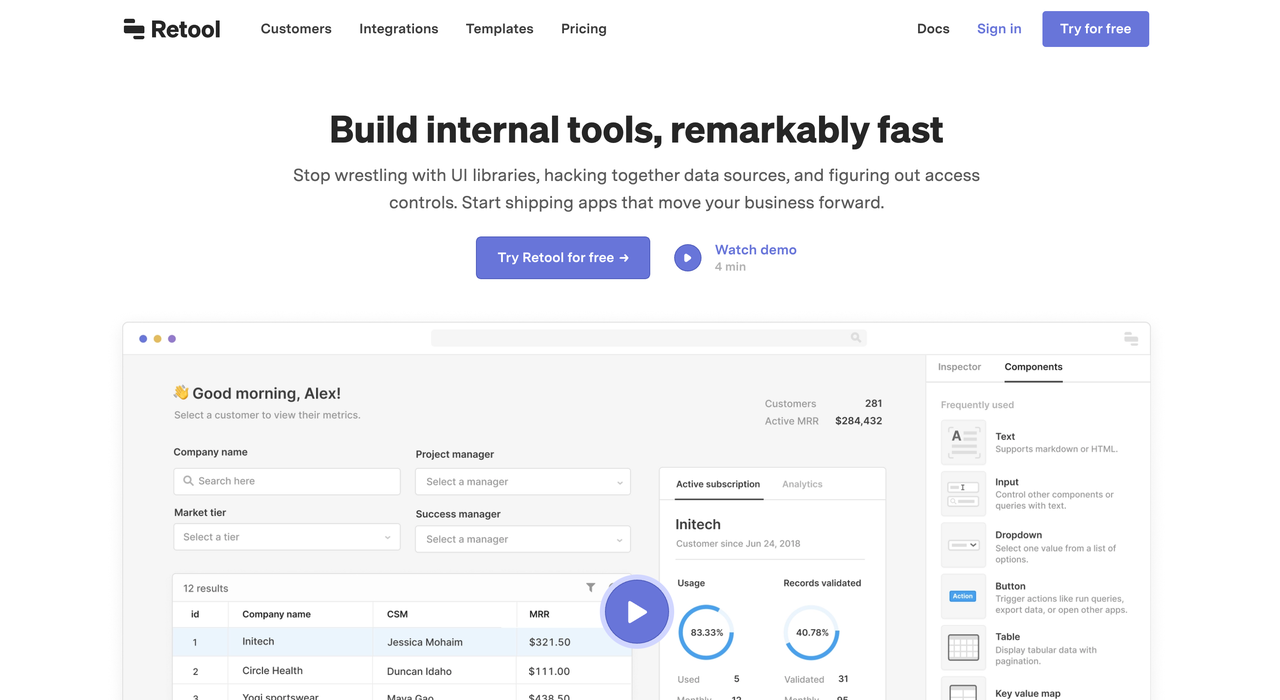 Retool
Customers
Integrations
Templates
Pricing
Docs
Sign in
Try for free
Build internal tools, remarkably fast
Stop wrestling with UI libraries, hacking together data sources, and figuring out access
controls. Start shipping apps that move your business forward.
Try Retool for free →
Watch demo
4 min
👋 Good morning, Alex!
Select a customer to view their metrics.
Customers 281
Active MRR $284,432
Company name
Search here
Project manager
Select a manager
Market tier
Select a tier
Success manager
Select a manager
12 results
id Company name CSM MRR
1 Initech Jessica Mohaim $321.50
2 Circle Health Duncan Idaho $111.00
3 Yogi sportswear Maya Gao $438.50
Active subscription
Analytics
Initech
Customer since Jun 24, 2018
Usage
Records validated
83.33%
40.78%
Used 5
Validated 31
Monthly 12
Monthly 95
Inspector
Components
Frequently used
A
Text
Supports markdown or HTML.
Input
Control other components or
queries with text.
Dropdown
Select one value from a list of
options.
Action
Button
Trigger actions like run queries,
export data, or open other apps.
Table
Display tabular data with
pagination.
Key value map